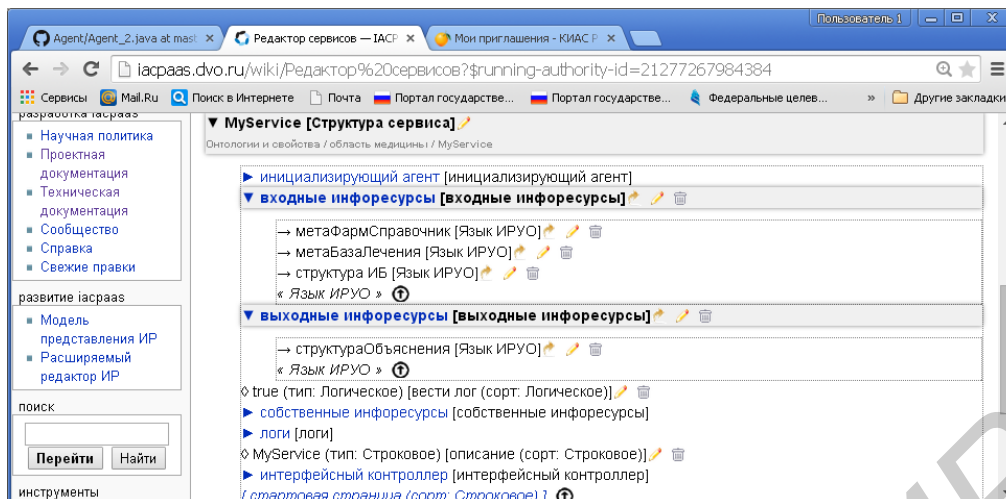 Пользователь 1
Agent/Agent_2.java at mast
Редактор сервисов — IACP
Мои приглашения - КИАС Р
iacpaas.dvo.ru/wiki/Редактор%20сервисов?$running-authority-id=21277267984384
Сервисы
Mail.Ru
Поиск в Интернете
Почта
Портал государстве...
Портал государстве...
Федеральные целев...
»
Другие закладки
разработка iacpaas
Научная политика
Проектная
документация
Техническая
документация
Сообщество
Справка
Свежие правки
развитие iacpaas
Модель
представления ИР
Расширяемый
редактор ИР
поиск
Перейти
Найти
инструменты
▼ MyService [Структура сервиса]
Онтологии и свойства / область медицины / MyService
► инициализирующий агент [инициализирующий агент]
▼ входные инфоресурсы [входные инфоресурсы]
→ метаФармСправочник [Язык ИРУО]
→ метаБазаЛечения [Язык ИРУО]
→ структура ИБ [Язык ИРУО]
« Язык ИРУО »
▼ выходные инфоресурсы [выходные инфоресурсы]
→ структураОбъяснения [Язык ИРУО]
« Язык ИРУО »
◊ true (тип: Логическое) [вести лог (сорт: Логическое)]
► собственные инфоресурсы [собственные инфоресурсы]
► логи [логи]
◊ MyService (тип: Строковое) [описание (сорт: Строковое)]
► интерфейсный контроллер [интерфейсный контроллер]
[ стартовая страница (сорт: Строковое) ]